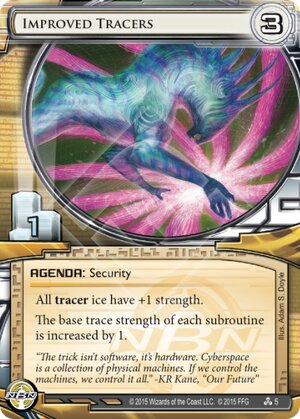 IMPROVED TRACERS
3
1
AGENDA: Security
All tracer ice have +1 strength.
The base trace strength of each subroutine
is increased by 1.
"The trick isn't software, it's hardware. Cyberspace
is a collection of physical machines. If we control the
machines, we control it all." -KR Kane, "Our Future"
Illus. Adam S. Doyle
NBN
© 2015 Wizards of the Coast LLC. © 2015 FFG
5